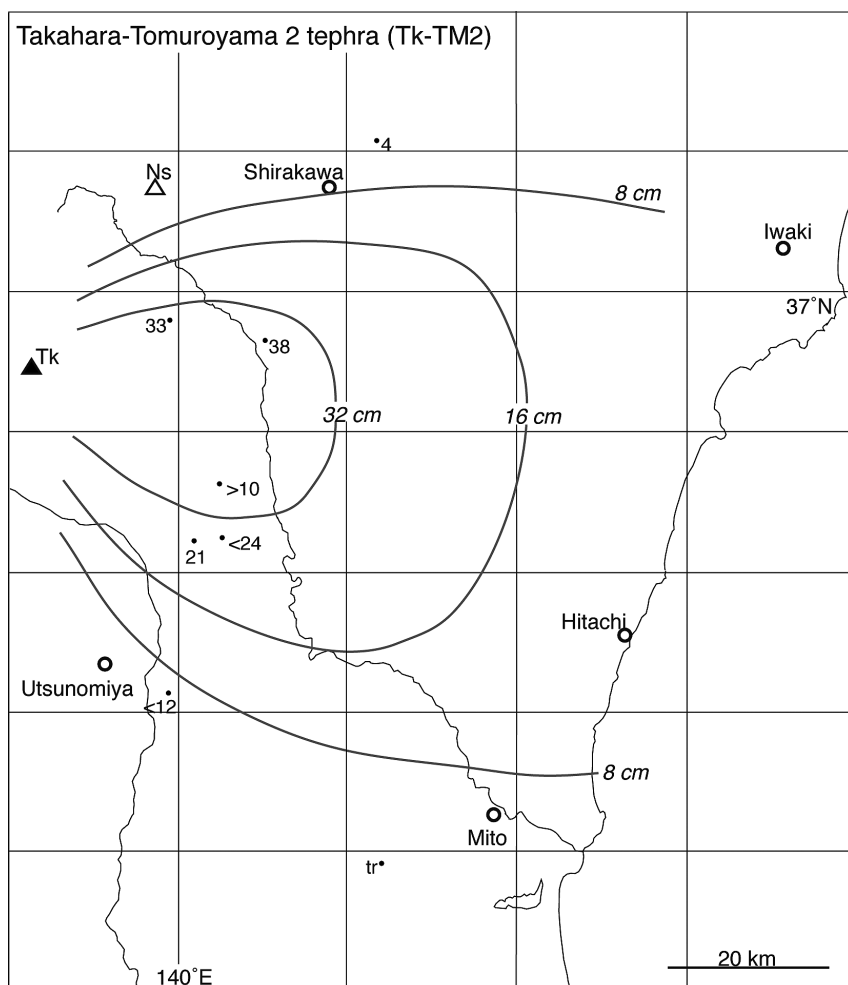 Takahara-Tomuroyama 2 tephra (Tk-TM2)
4
Ns
Shirakawa
8 cm
Iwaki
37˚N
33
38
Tk
32 cm
16 cm
>10
<24
21
Hitachi
Utsunomiya
<12
8 cm
Mito
tr
20 km
140˚E